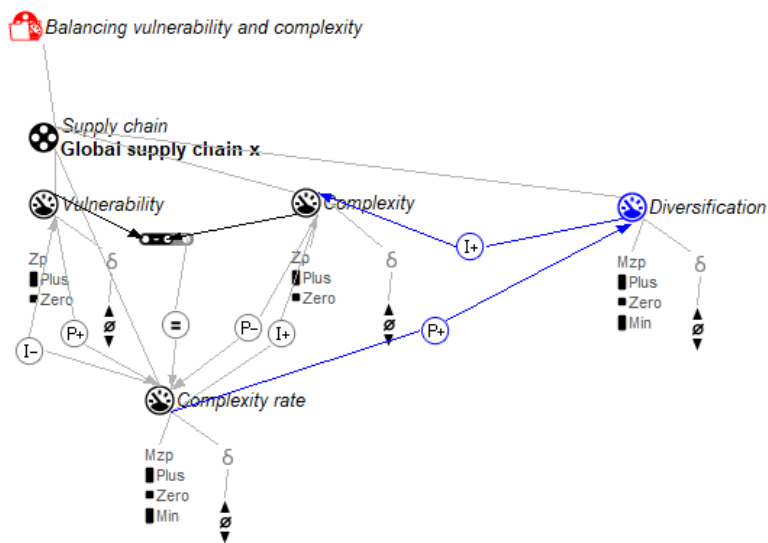 Balancing vulnerability and complexity
Supply chain
Global supply chain x
Vulnerability
Complexity
Diversification
I+
Zp
Plus
Zero
δ
Zp
Plus
Zero
δ
Mzp
Plus
Zero
Min
δ
I−
P+
=
P−
I+
P+
Complexity rate
Mzp
Plus
Zero
Min
δ